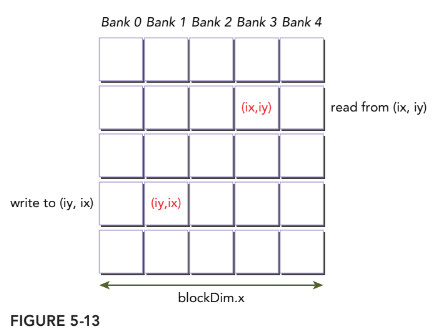 Bank 0 Bank 1 Bank 2 Bank 3 Bank 4
(ix,iy) read from (ix, iy)
write to (iy, ix) (iy,ix)
blockDim.x
FIGURE 5-13